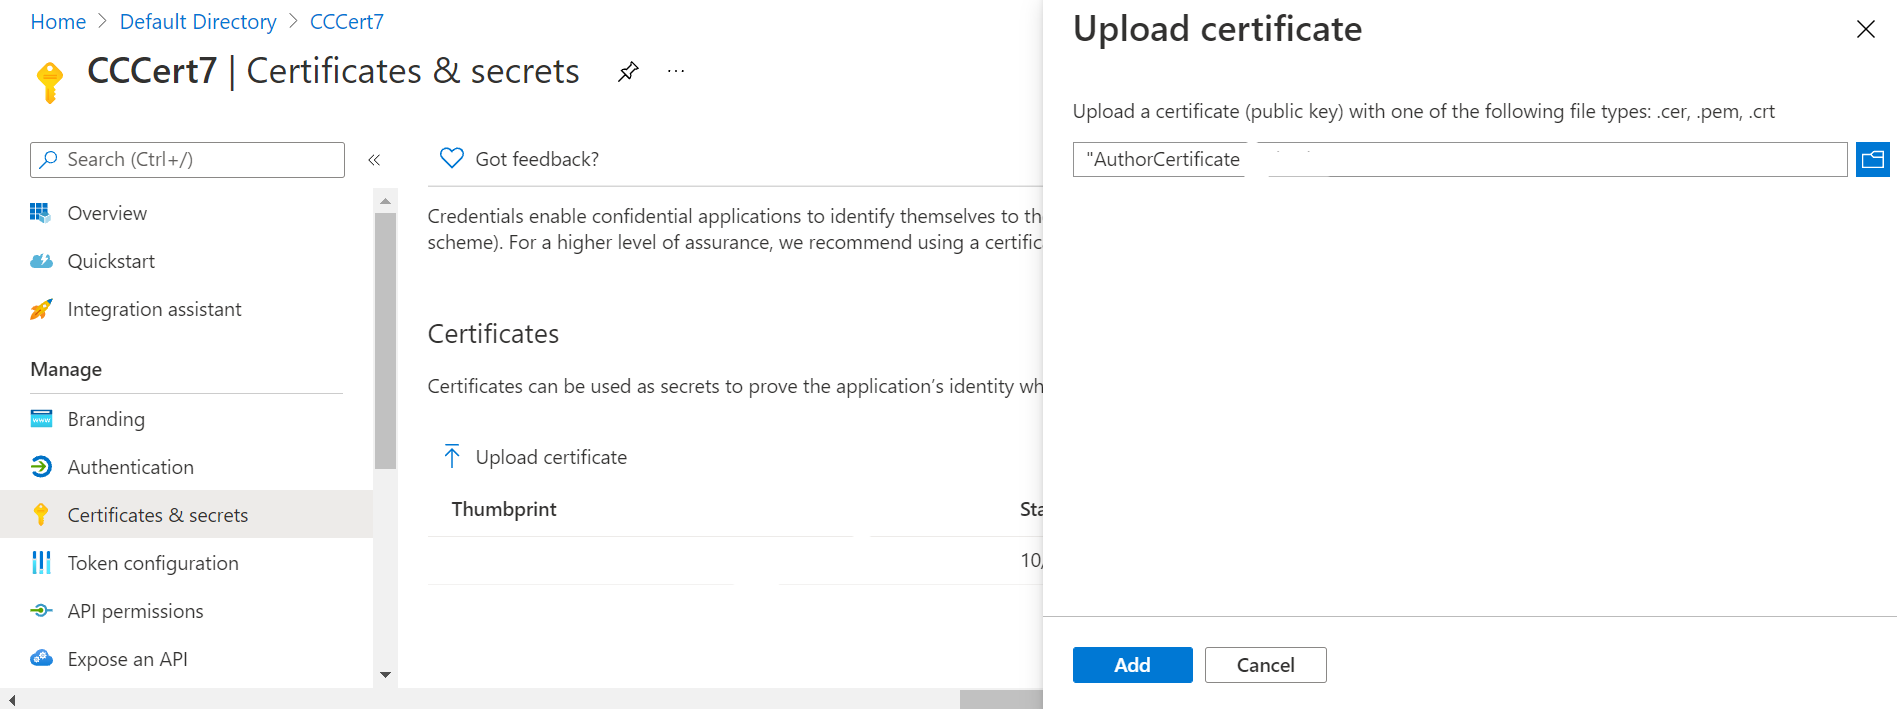 Home > Default Directory > CCCert7
CCCert7 | Certificates & secrets
Search (Ctrl+/)
Overview
Quickstart
Integration assistant
Manage
Branding
Authentication
Certificates & secrets
Token configuration
API permissions
Expose an API
Got feedback?
Credentials enable confidential applications to identify themselves to th
scheme). For a higher level of assurance, we recommend using a certific
Certificates
Certificates can be used as secrets to prove the application’s identity wh
Upload certificate
Thumbprint Sta
10/
Upload certificate
Upload a certificate (public key) with one of the following file types: .cer, .pem, .crt
"AuthorCertificate
Add Cancel